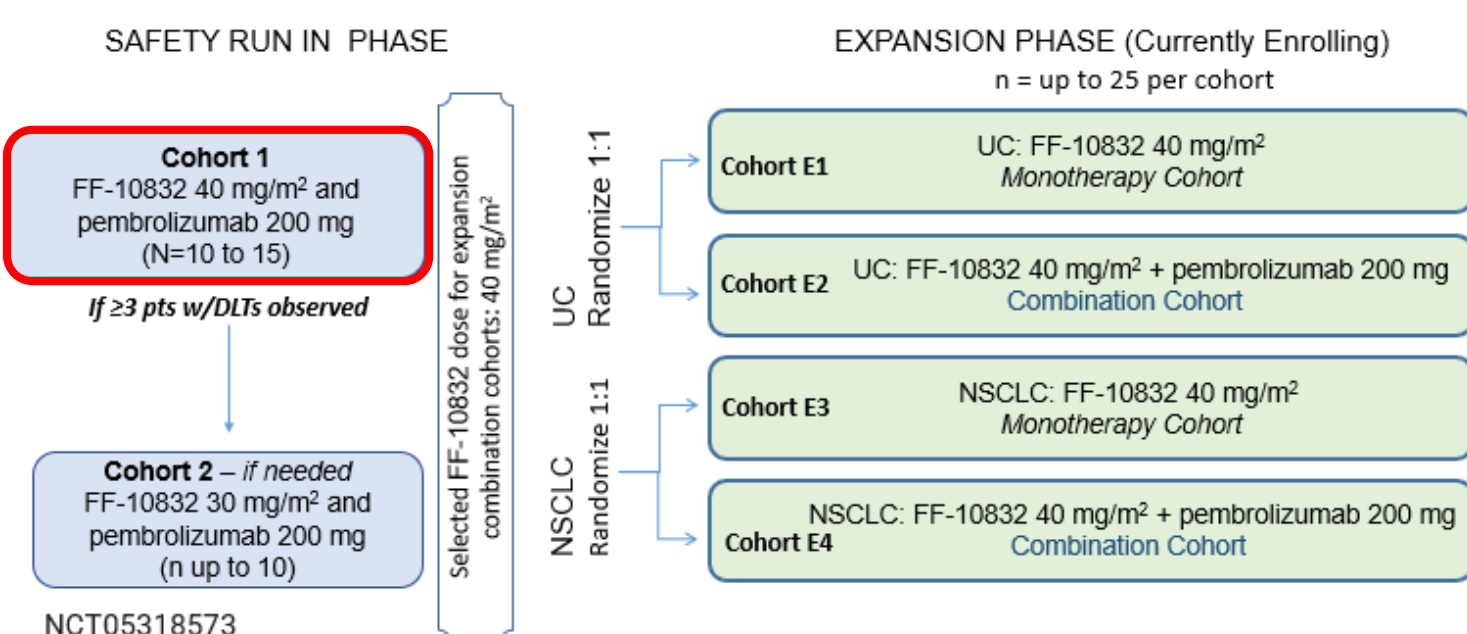 SAFETY RUN IN PHASE
Cohort 1
FF-10832 40 mg/m² and
pembrolizumab 200 mg
(N=10 to 15)
If ≥3 pts w/DLTs observed
Cohort 2 – if needed
FF-10832 30 mg/m² and
pembrolizumab 200 mg
(n up to 10)
NCT05318573
Selected FF-10832 dose for expansion
combination cohorts: 40 mg/m²
EXPANSION PHASE (Currently Enrolling)
n = up to 25 per cohort
UC
Randomize 1:1
Cohort E1
UC: FF-10832 40 mg/m²
Monotherapy Cohort
Cohort E2
UC: FF-10832 40 mg/m² + pembrolizumab 200 mg
Combination Cohort
NSCLC
Randomize 1:1
Cohort E3
NSCLC: FF-10832 40 mg/m²
Monotherapy Cohort
Cohort E4
NSCLC: FF-10832 40 mg/m² + pembrolizumab 200 mg
Combination Cohort